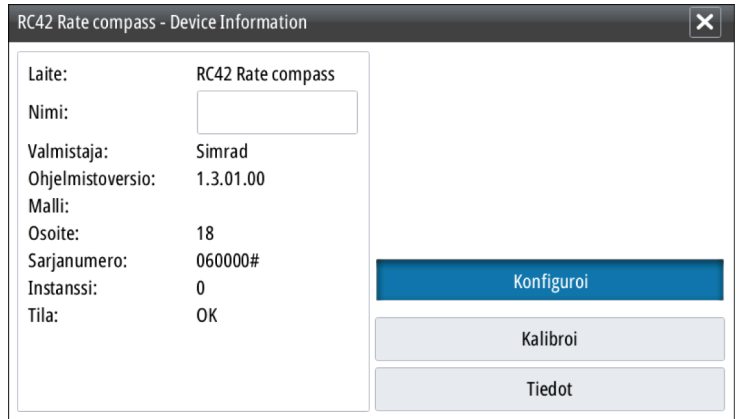 RC42 Rate compass - Device Information
Laite: RC42 Rate compass
Nimi:
Valmistaja: Simrad
Ohjelmistoversio: 1.3.01.00
Malli:
Osoite: 18
Sarjanumero: 060000#
Instanssi: 0
Tila: OK
Konfiguroi
Kalibroi
Tiedot